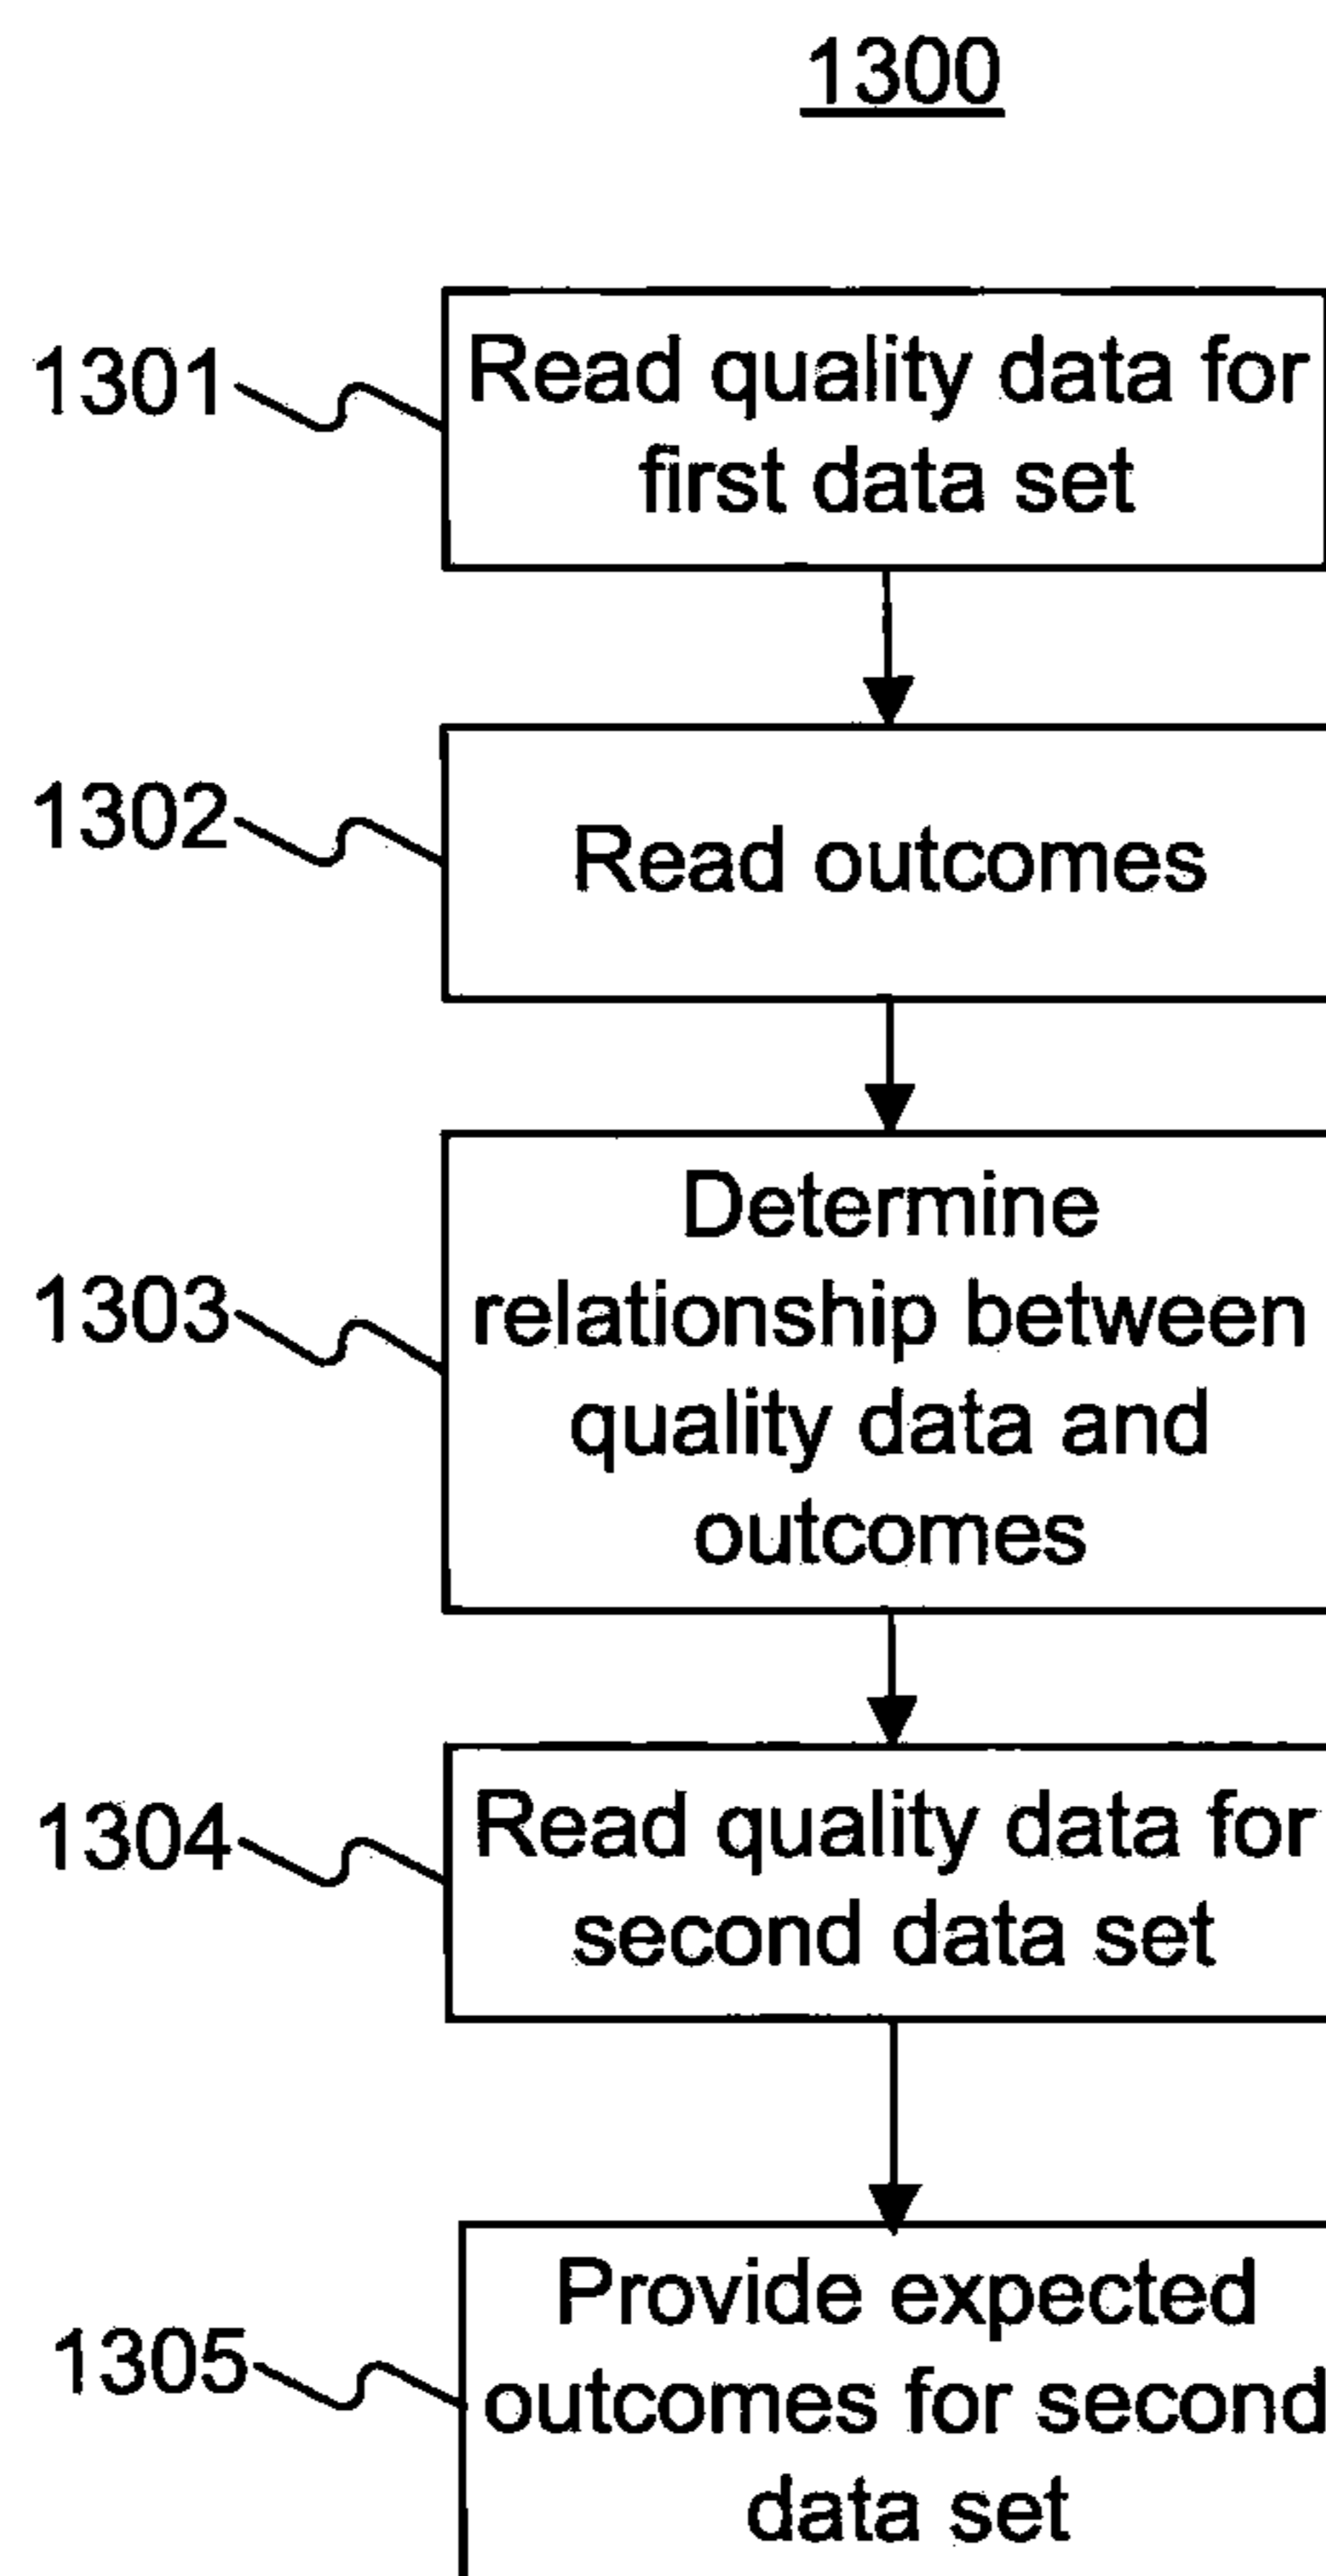 1300
1301
Read quality data for
first data set
1302
Read outcomes
1303
Determine
relationship between
quality data and
outcomes
1304
Read quality data for
second data set
1305
Provide expected
outcomes for second
data set